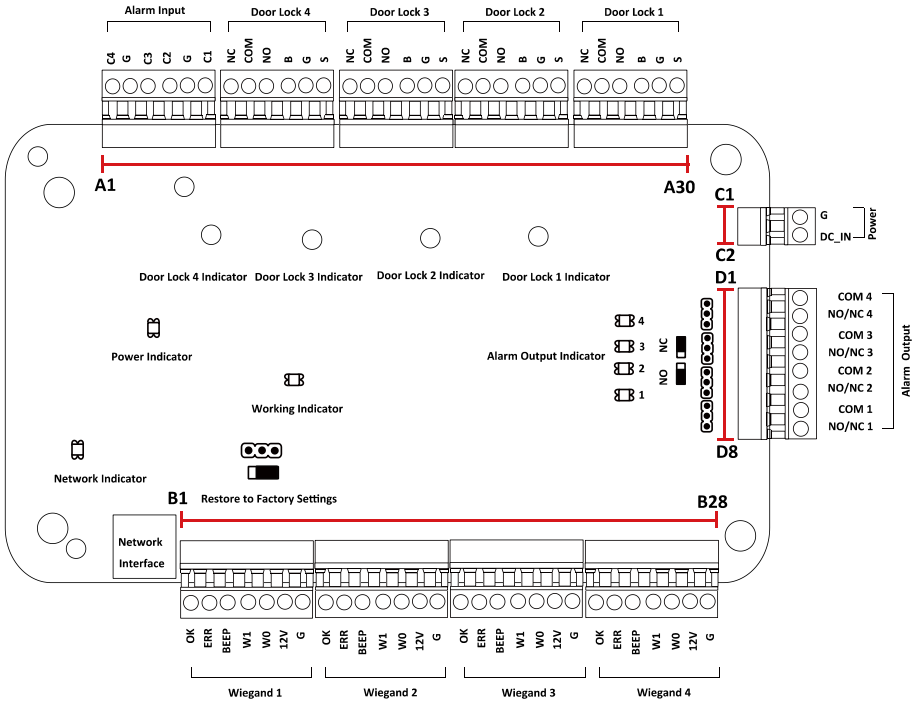 Alarm Input
Door Lock 4
Door Lock 3
Door Lock 2
Door Lock 1
C4 G C3 C2 G C1
NC COM NO B G S
NC COM NO B G S
NC COM NO B G S
NC COM NO B G S
A1
A30
C1
G
DC_IN
Power
C2
Door Lock 4 Indicator
Door Lock 3 Indicator
Door Lock 2 Indicator
Door Lock 1 Indicator
D1
COM 4
NO/NC 4
COM 3
NO/NC 3
COM 2
NO/NC 2
COM 1
NO/NC 1
Alarm Output
4
3
2
1
NC
NO
Power Indicator
Alarm Output Indicator
Working Indicator
D8
Network Indicator
Restore to Factory Settings
B1
B28
Network
Interface
OK ERR BEEP W1 W0 12V G
OK ERR BEEP W1 W0 12V G
OK ERR BEEP W1 W0 12V G
OK ERR BEEP W1 W0 12V G
Wiegand 1
Wiegand 2
Wiegand 3
Wiegand 4